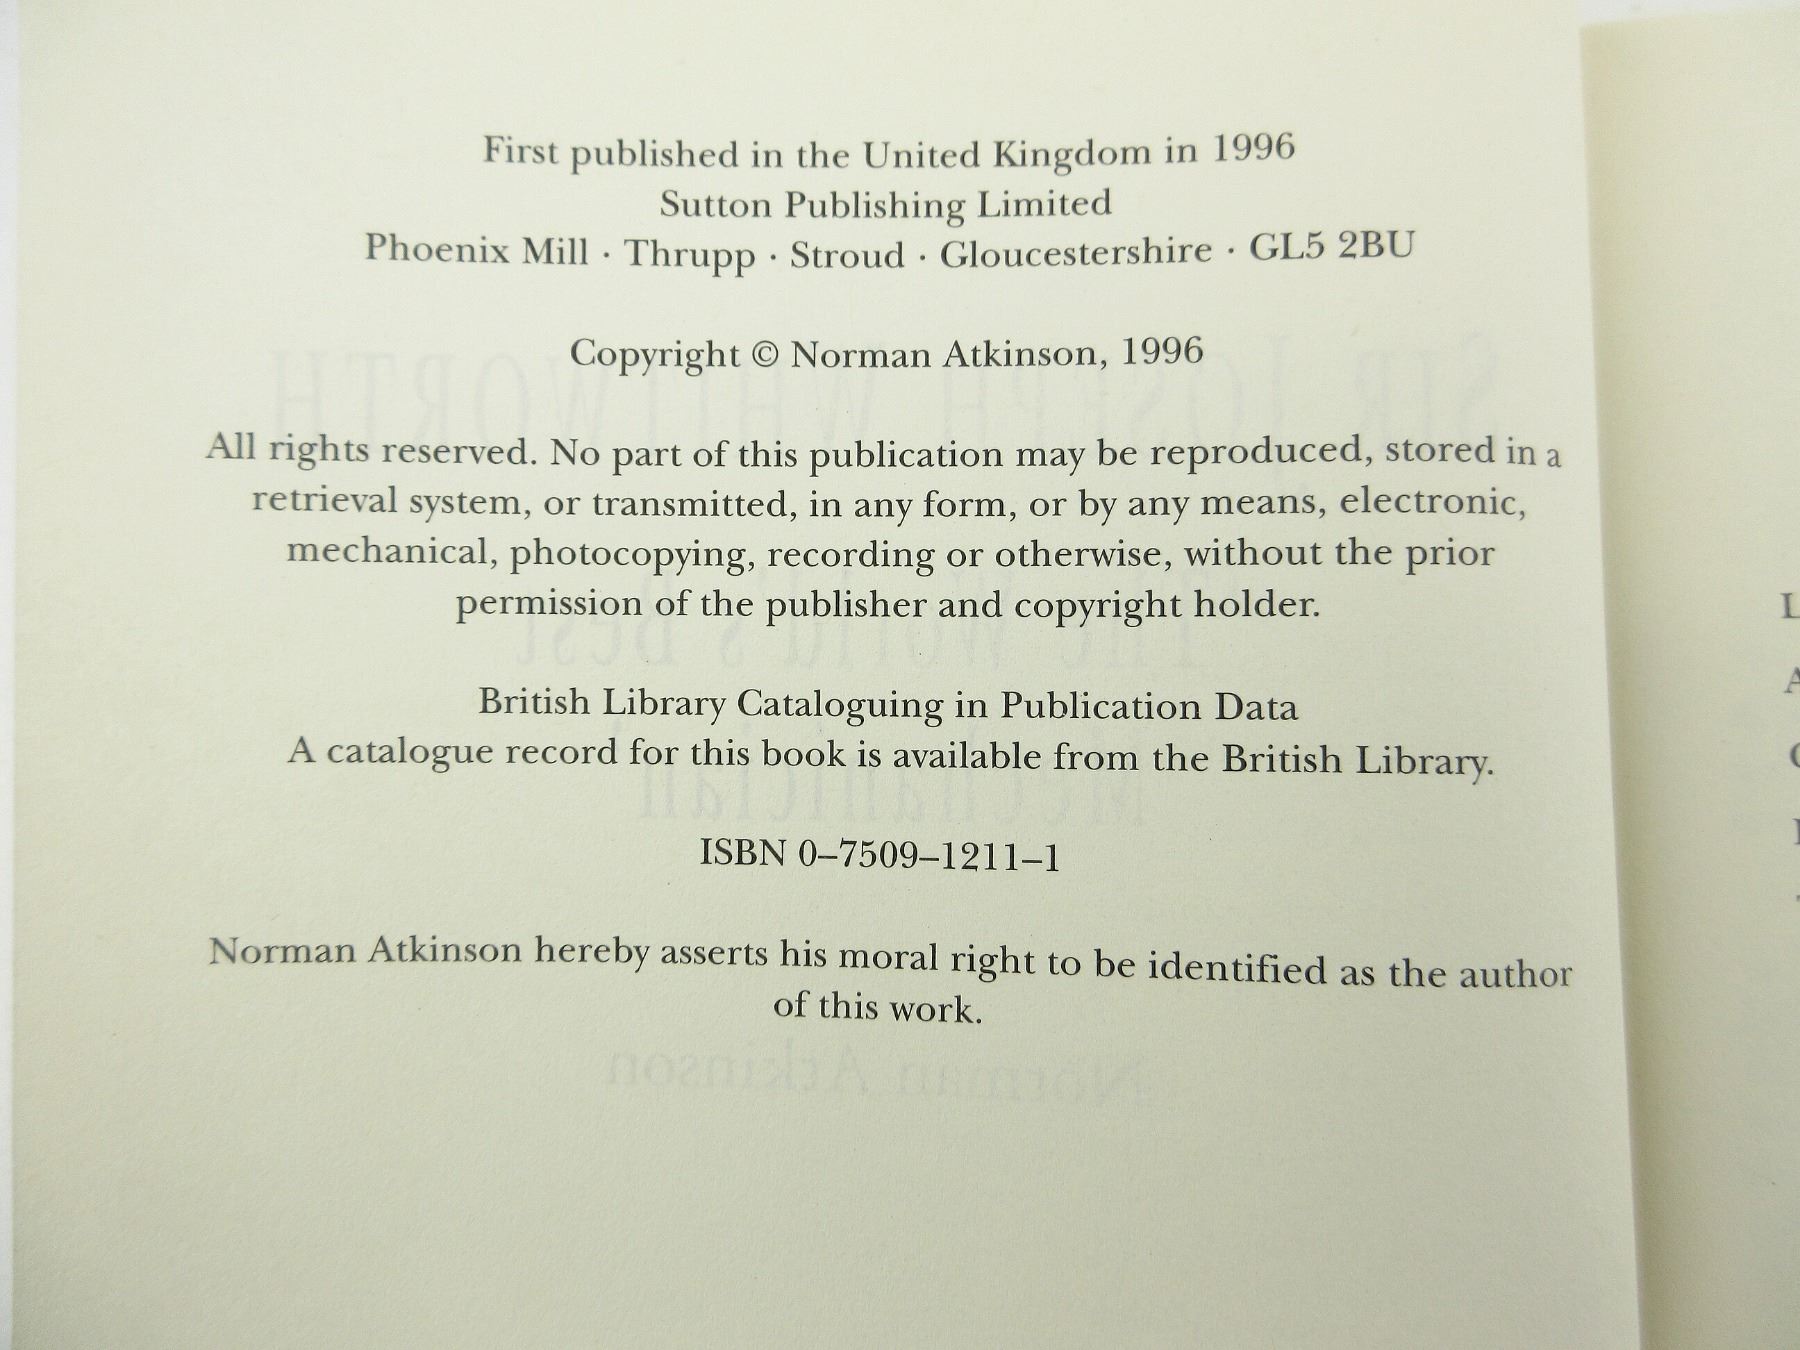 First published in the United Kingdom in 1996
Sutton Publishing Limited
Phoenix Mill · Thrupp · Stroud · Gloucestershire · GL5 2BU
Copyright © Norman Atkinson, 1996
All rights reserved. No part of this publication may be reproduced, stored in a
retrieval system, or transmitted, in any form, or by any means, electronic,
mechanical, photocopying, recording or otherwise, without the prior
permission of the publisher and copyright holder.
British Library Cataloguing in Publication Data
A catalogue record for this book is available from the British Library.
ISBN 0–7509–1211–1
Norman Atkinson hereby asserts his moral right to be identified as the author
of this work.